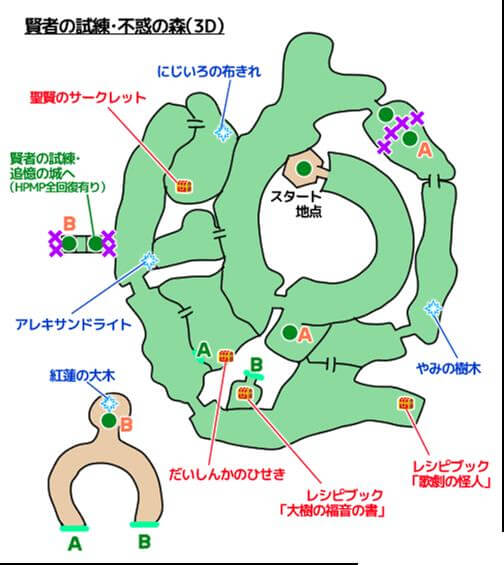 賢者の試練・不惑の森(3D)
にじいろの布きれ
聖賢のサークレット
賢者の試練・
追憶の城へ
(HPMP全回復有り)
A
スタート
地点
B
アレキサンドライト
A
A
B
やみの樹木
紅蓮の大木
B
だいしんかのひせき
レシピブック
「歌劇の怪人」
レシピブック
「大樹の福音の書」
A
B